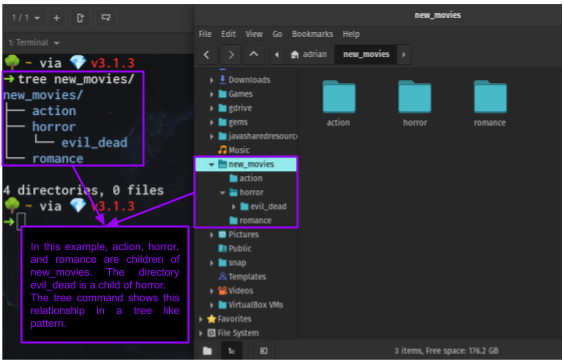 1 / 1
new_movies
File Edit View Go Bookmarks Help
1: Terminal
adrian new_movies
~ via v3.1.3
tree new_movies/
new_movies/
├── action
├── horror
│   └── evil_dead
└── romance
4 directories, 0 files
~ via v3.1.3
In this example, action, horror,
and romance are children of
new_movies. The directory
evil_dead is a child of horror.
The tree command shows this
relationship in a tree like
pattern.
Downloads
Games
gdrive
gems
javasharedresourc
Music
new_movies
action
horror
evil_dead
romance
Pictures
Public
snap
Templates
Videos
VirtualBox VMs
Favorites
File System
action horror romance
3 items, Free space: 176.2 GB